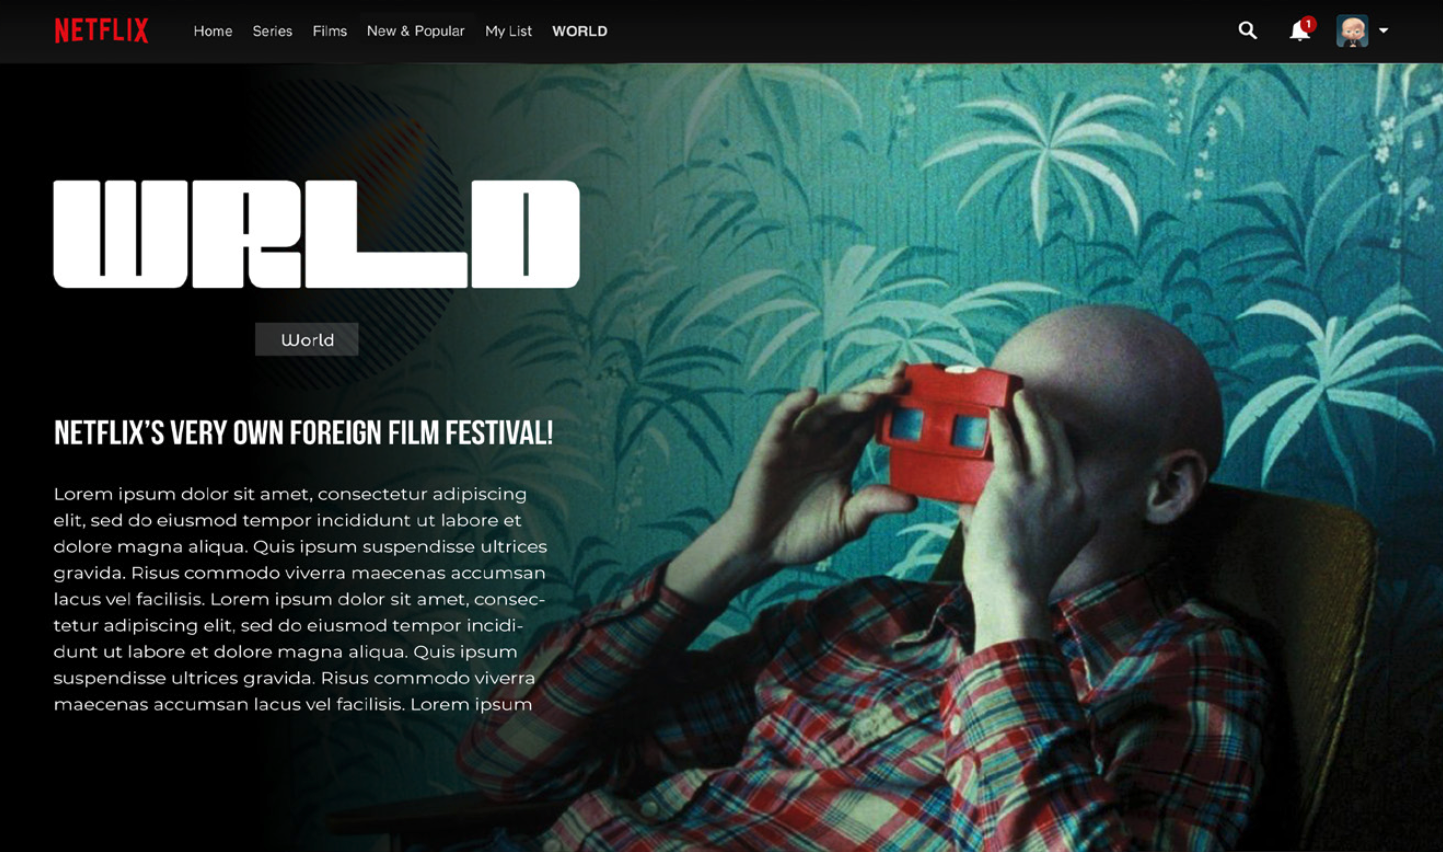 NETFLIX Home Series Films New & Popular My List WORLD 1
WRLD
World
NETFLIX'S VERY OWN FOREIGN FILM FESTIVAL!
Lorem ipsum dolor sit amet, consectetur adipiscing
elit, sed do eiusmod tempor incididunt ut labore et
dolore magna aliqua. Quis ipsum suspendisse ultrices
gravida. Risus commodo viverra maecenas accumsan
lacus vel facilisis. Lorem ipsum dolor sit amet, consec-
tetur adipiscing elit, sed do eiusmod tempor incidi-
dunt ut labore et dolore magna aliqua. Quis ipsum
suspendisse ultrices gravida. Risus commodo viverra
maecenas accumsan lacus vel facilisis. Lorem ipsum